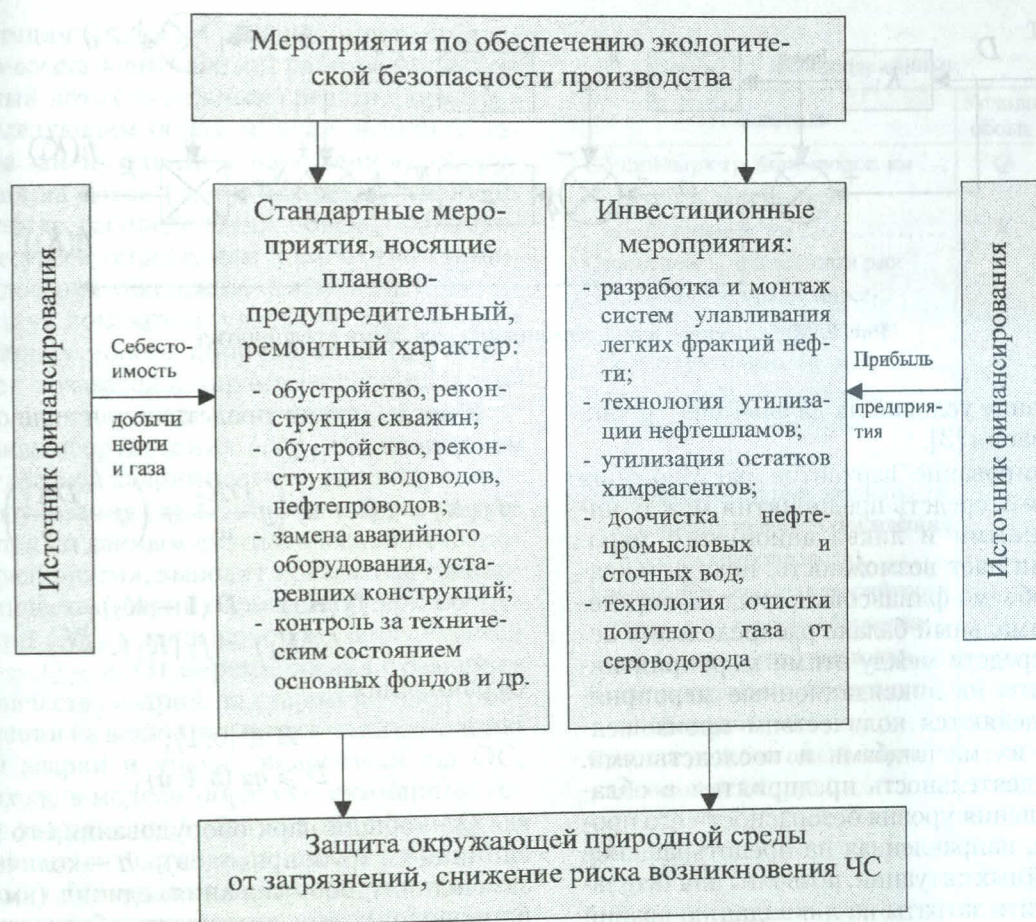 Мероприятия по обеспечению экологиче-
ской безопасности производства
Источник финансирования
Себесто-
имость
добычи
нефти
и газа
Стандартные меро-
приятия, носящие
планово-
предупредительный,
ремонтный характер:
- обустройство, рекон-
струкция скважин;
- обустройство, рекон-
струкция водоводов,
нефтепроводов;
- замена аварийного
оборудования, уста-
ревших конструкций;
- контроль за техниче-
ским состоянием
основных фондов и др.
Инвестиционные
мероприятия:
- разработка и монтаж
систем улавливания
легких фракций неф-
ти;
- технология утилиза-
ции нефтешламов;
- утилизация остатков
химреагентов;
- доочистка нефте-
промысловых и
сточных вод;
- технология очистки
попутного газа от
сероводорода
Прибыль
предприя-
тия
Источник финансирования
Защита окружающей природной среды
от загрязнений, снижение риска возникновения ЧС